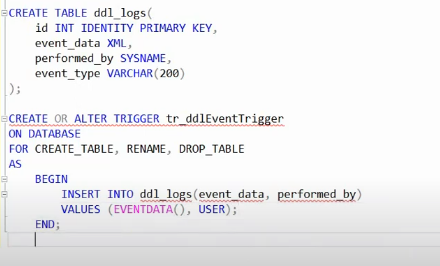 CREATE TABLE ddl_logs(
id INT IDENTITY PRIMARY KEY,
event_data XML,
performed_by SYSNAME,
event_type VARCHAR(200)
);
CREATE OR ALTER TRIGGER tr_ddlEventTrigger
ON DATABASE
FOR CREATE_TABLE, RENAME, DROP_TABLE
AS
BEGIN
INSERT INTO ddl_logs(event_data, performed_by)
VALUES (EVENTDATA(), USER);
END;